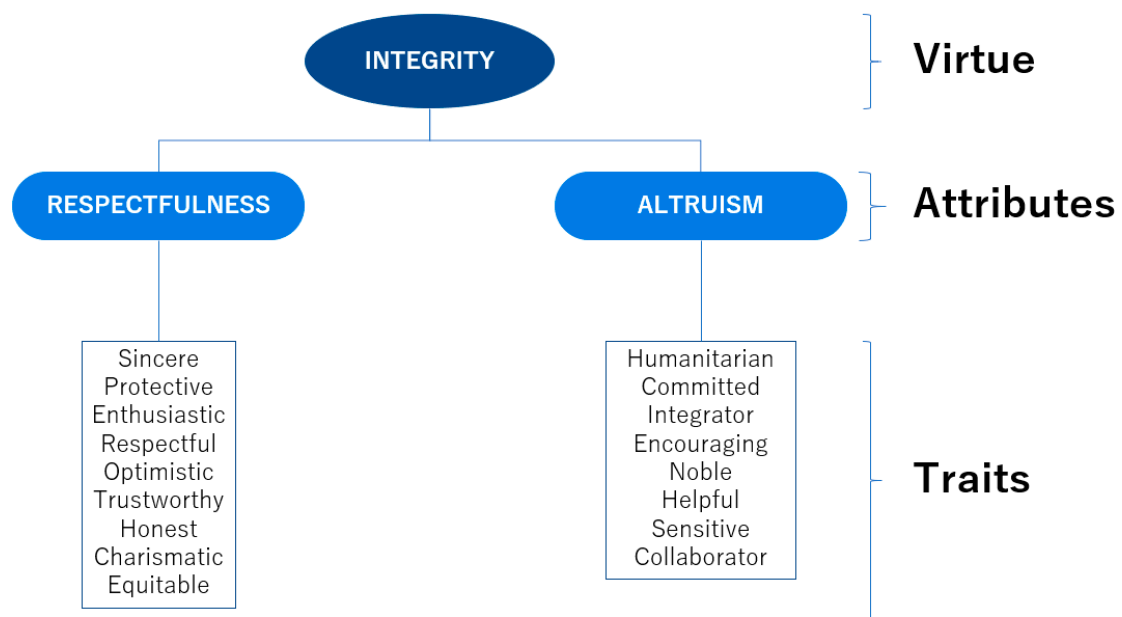 INTEGRITY
Virtue
RESPECTFULNESS
ALTRUISM
Attributes
Sincere
Protective
Enthusiastic
Respectful
Optimistic
Trustworthy
Honest
Charismatic
Equitable
Humanitarian
Committed
Integrator
Encouraging
Noble
Helpful
Sensitive
Collaborator
Traits